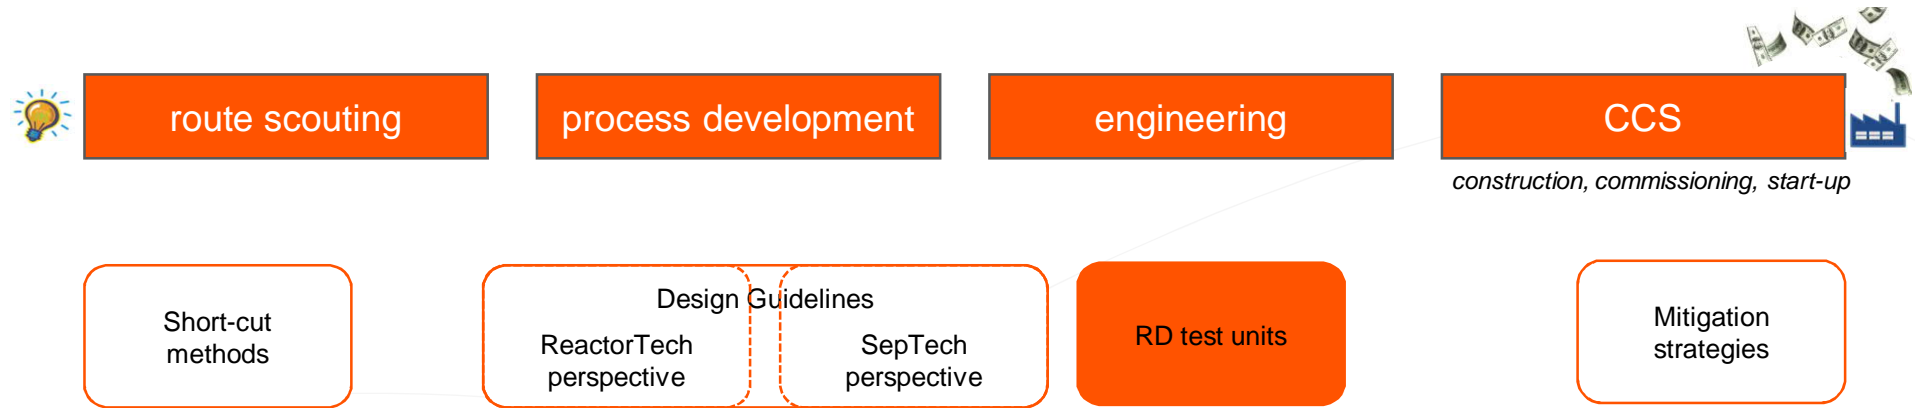 route scouting
process development
engineering
CCS
construction, commissioning, start-up
Short-cut
methods
Design Guidelines
ReactorTech
perspective
SepTech
perspective
RD test units
Mitigation
strategies